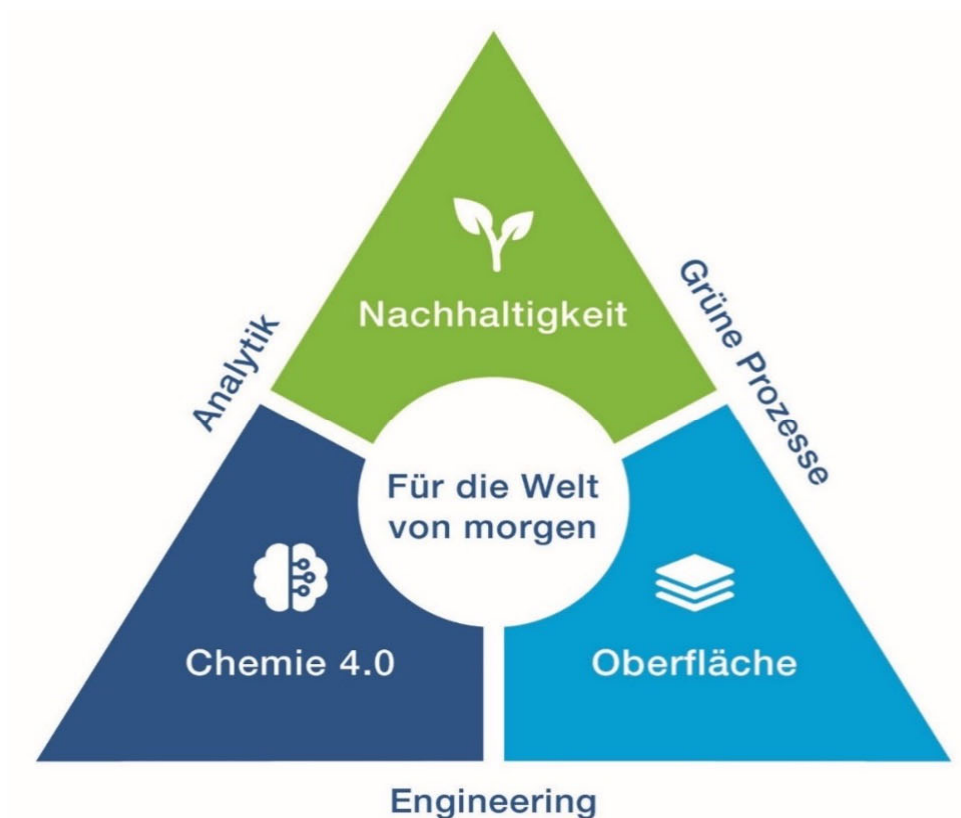 Nachhaltigkeit
Analytik
Grüne Prozesse
Für die Welt
von morgen
Chemie 4.0
Oberfläche
Engineering